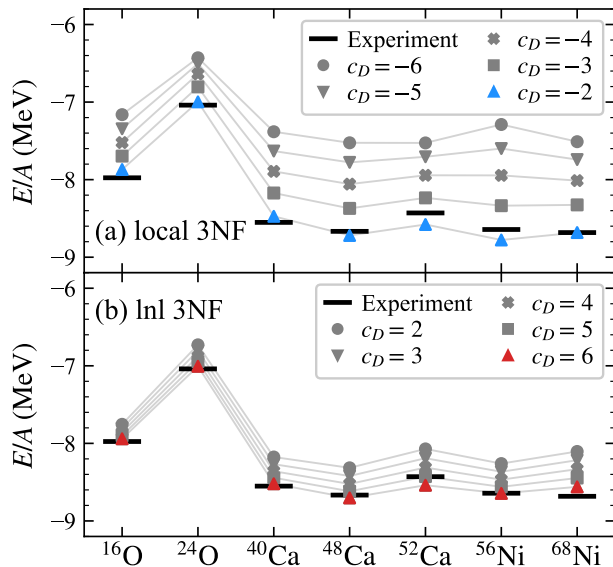 −6
−7
−8
−9
E/A (MeV)
Experiment
c_D = −6
c_D = −5
c_D = −4
c_D = −3
c_D = −2
(a) local 3NF
−6
−7
−8
−9
E/A (MeV)
(b) lnl 3NF
Experiment
c_D = 2
c_D = 3
c_D = 4
c_D = 5
c_D = 6
¹⁶O ²⁴O ⁴⁰Ca ⁴⁸Ca ⁵²Ca ⁵⁶Ni ⁶⁸Ni